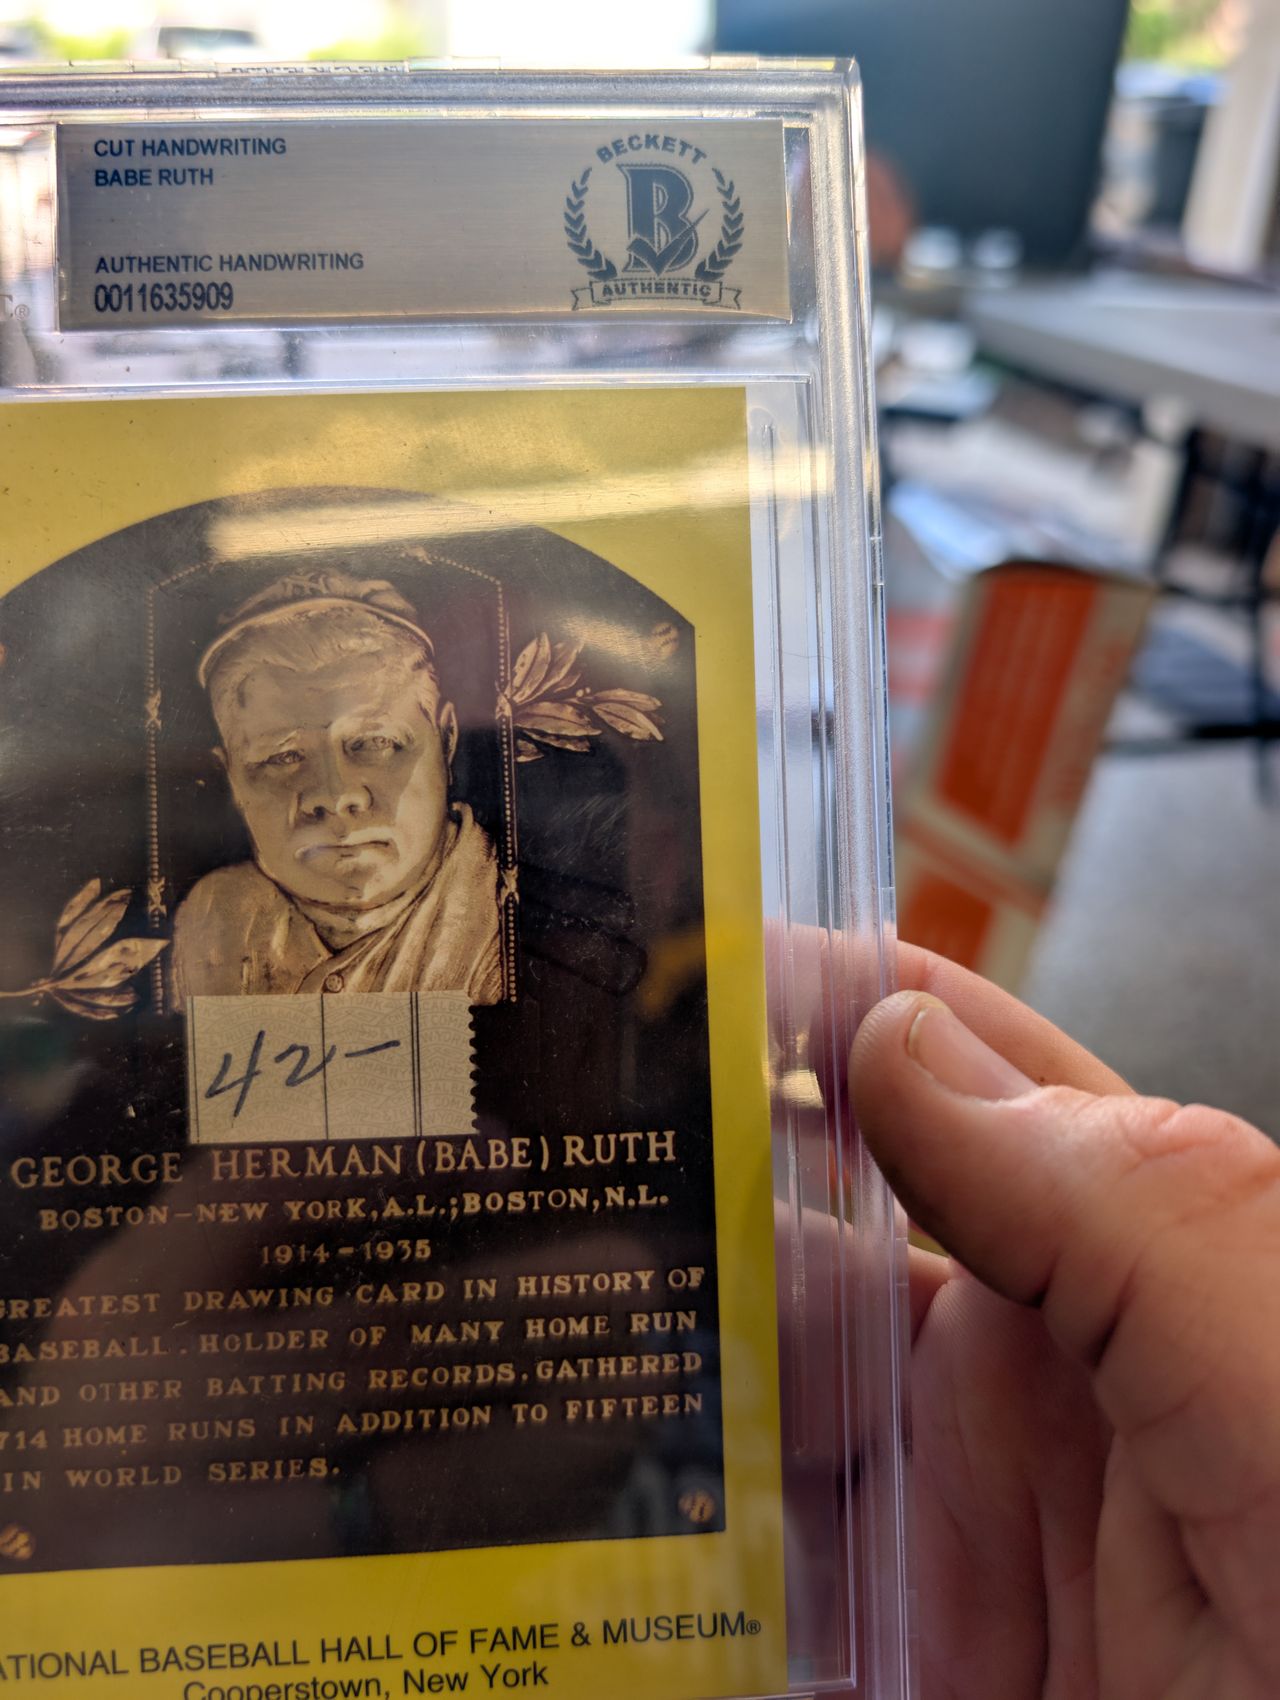 CUT HANDWRITING
BABE RUTH
AUTHENTIC HANDWRITING
0011635909
BECKETT
B
AUTHENTIC
42-
GEORGE HERMAN (BABE) RUTH
BOSTON-NEW YORK, A.L.; BOSTON, N.L.
1914-1935
GREATEST DRAWING CARD IN HISTORY OF
BASEBALL. HOLDER OF MANY HOME RUN
AND OTHER BATTING RECORDS. GATHERED
714 HOME RUNS IN ADDITION TO FIFTEEN
IN WORLD SERIES.
NATIONAL BASEBALL HALL OF FAME & MUSEUM®
Cooperstown, New York